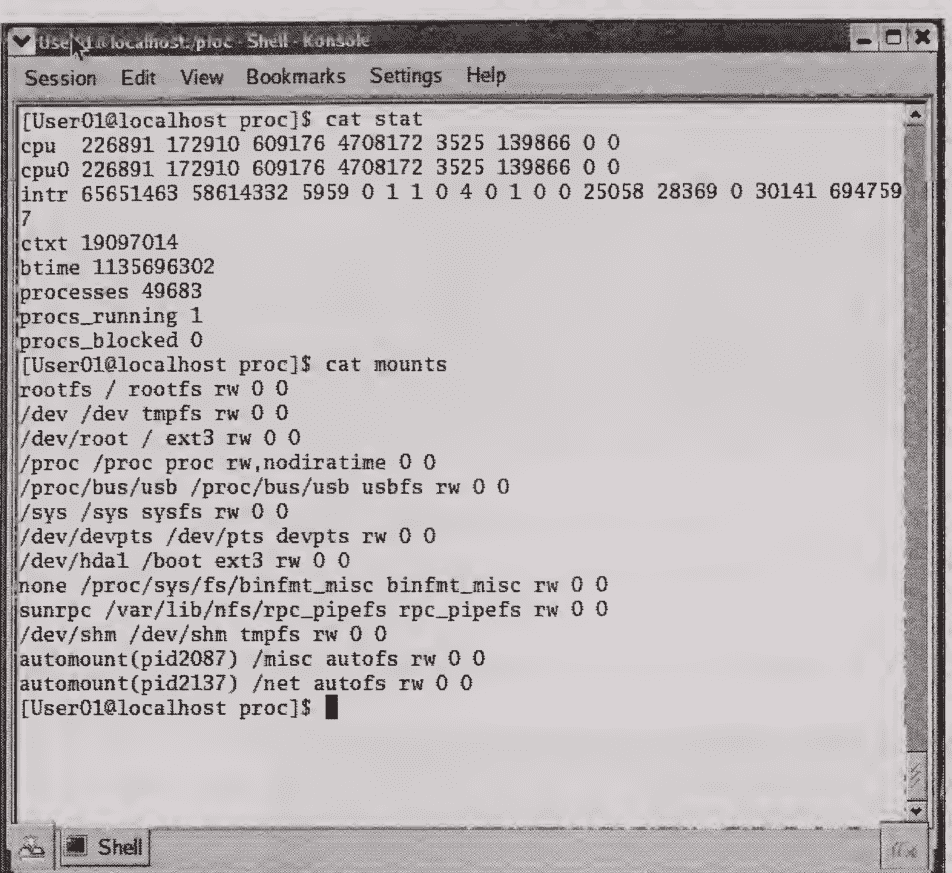 User01@localhost:/proc - Shell - Konsole
Session Edit View Bookmarks Settings Help
[User01@localhost proc]$ cat stat
cpu  226891 172910 609176 4708172 3525 139866 0 0
cpu0 226891 172910 609176 4708172 3525 139866 0 0
intr 65651463 58614332 5959 0 1 1 0 4 0 1 0 0 25058 28369 0 30141 694759
7
ctxt 19097014
btime 1135696302
processes 49683
procs_running 1
procs_blocked 0
[User01@localhost proc]$ cat mounts
rootfs / rootfs rw 0 0
/dev /dev tmpfs rw 0 0
/dev/root / ext3 rw 0 0
/proc /proc proc rw,nodiratime 0 0
/proc/bus/usb /proc/bus/usb usbfs rw 0 0
/sys /sys sysfs rw 0 0
/dev/devpts /dev/pts devpts rw 0 0
/dev/hda1 /boot ext3 rw 0 0
none /proc/sys/fs/binfmt_misc binfmt_misc rw 0 0
sunrpc /var/lib/nfs/rpc_pipefs rpc_pipefs rw 0 0
/dev/shm /dev/shm tmpfs rw 0 0
automount(pid2087) /misc autofs rw 0 0
automount(pid2137) /net autofs rw 0 0
[User01@localhost proc]$
Shell